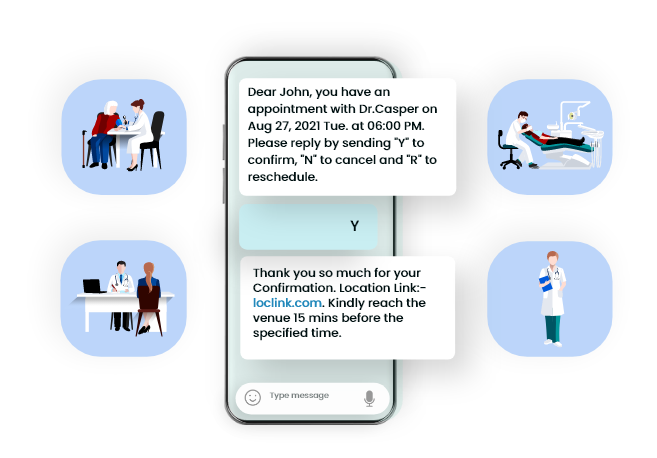 Dear John, you have an
appointment with Dr.Casper on
Aug 27, 2021 Tue. at 06:00 PM.
Please reply by sending "Y" to
confirm, "N" to cancel and "R" to
reschedule.
Y
Thank you so much for your
Confirmation. Location Link:-
loclink.com. Kindly reach the
venue 15 mins before the
specified time.
Type message